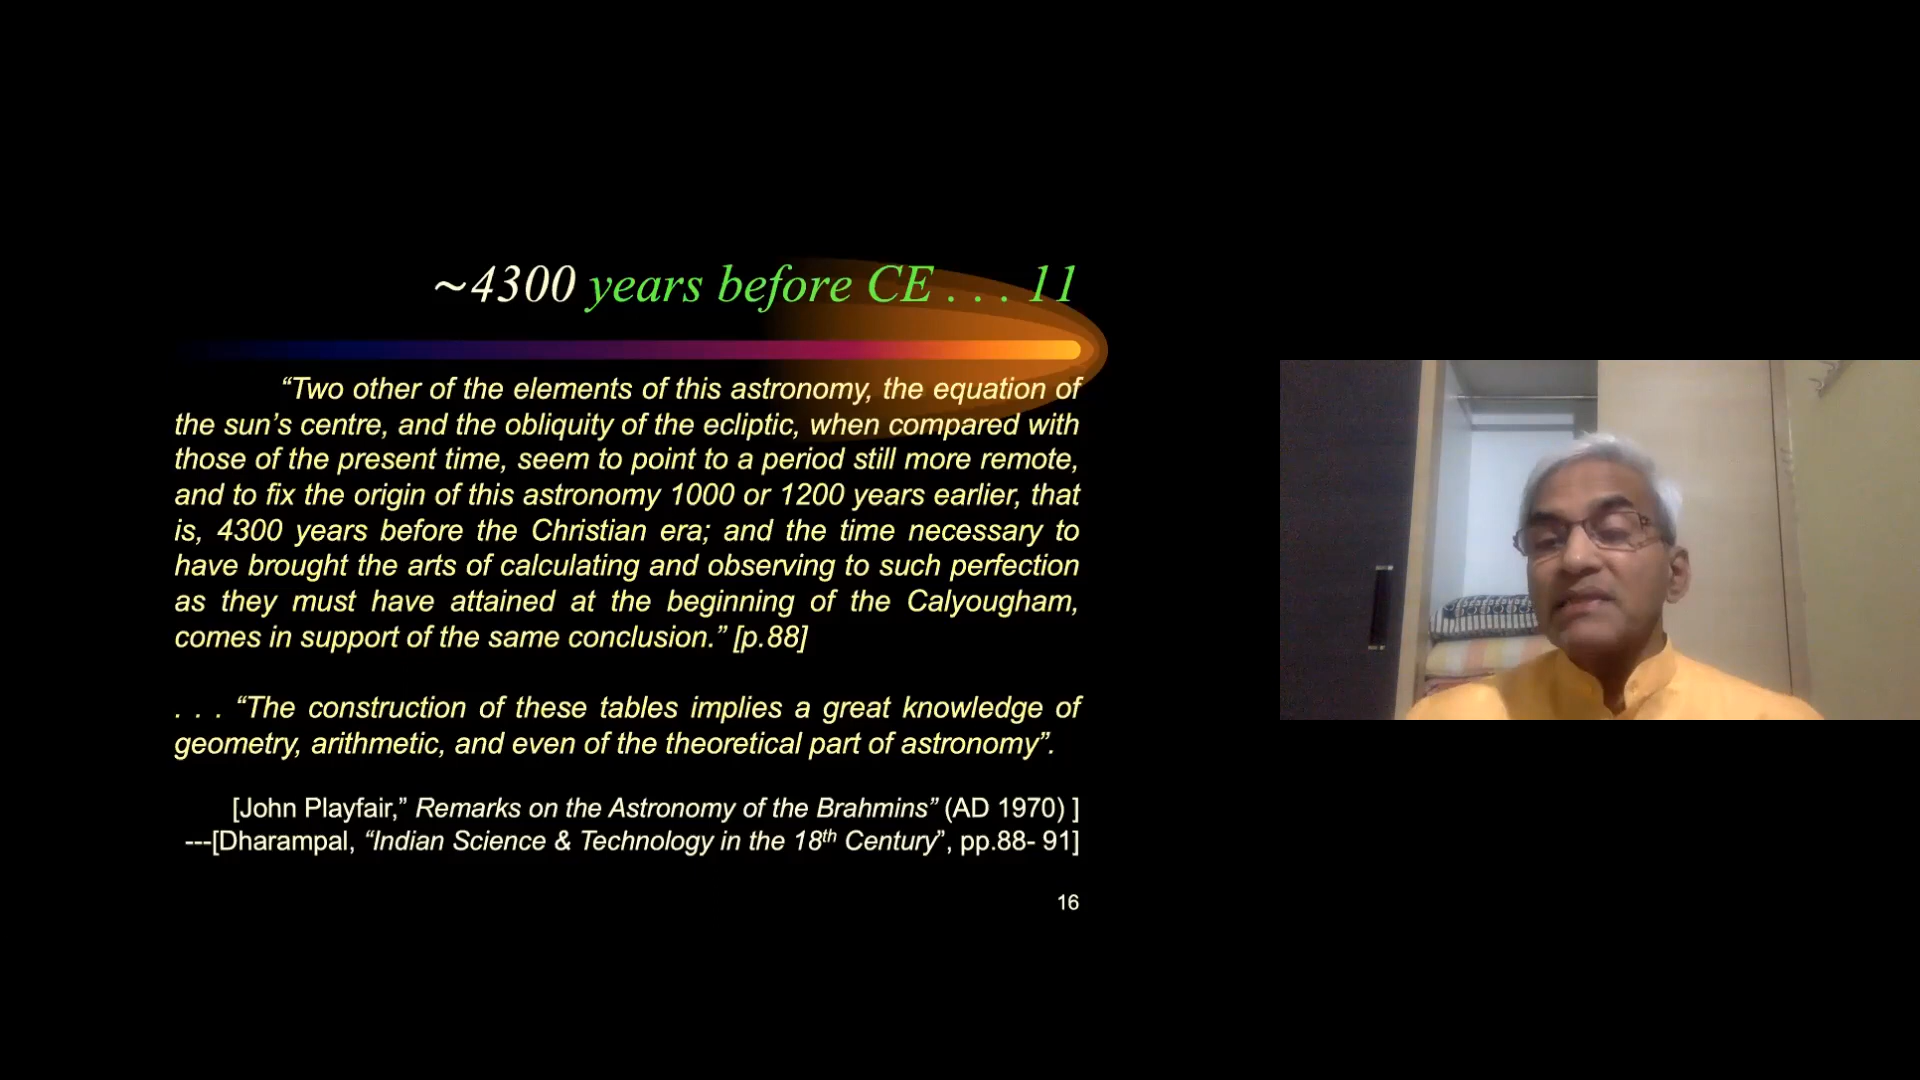 ~4300 years before CE . . . 11
“Two other of the elements of this astronomy, the equation of
the sun’s centre, and the obliquity of the ecliptic, when compared with
those of the present time, seem to point to a period still more remote,
and to fix the origin of this astronomy 1000 or 1200 years earlier, that
is, 4300 years before the Christian era; and the time necessary to
have brought the arts of calculating and observing to such perfection
as they must have attained at the beginning of the Calyougham,
comes in support of the same conclusion.” [p.88]
. . . “The construction of these tables implies a great knowledge of
geometry, arithmetic, and even of the theoretical part of astronomy”.
[John Playfair,” Remarks on the Astronomy of the Brahmins” (AD 1970) ]
---[Dharampal, “Indian Science & Technology in the 18th Century”, pp.88- 91]
16